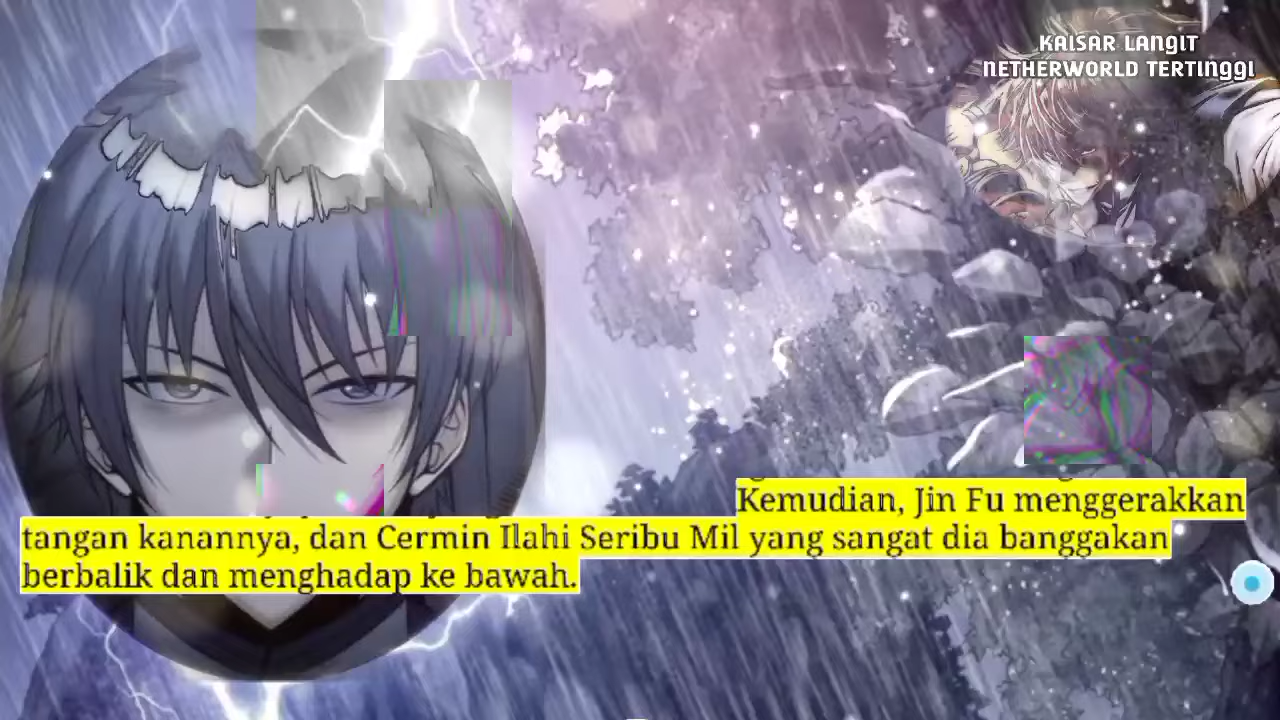 KAISAR LANGIT
NETHERWORLD TERTINGGI
Kemudian, Jin Fu menggerakkan
tangan kanannya, dan Cermin Ilahi Seribu Mil yang sangat dia banggakan
berbalik dan menghadap ke bawah.